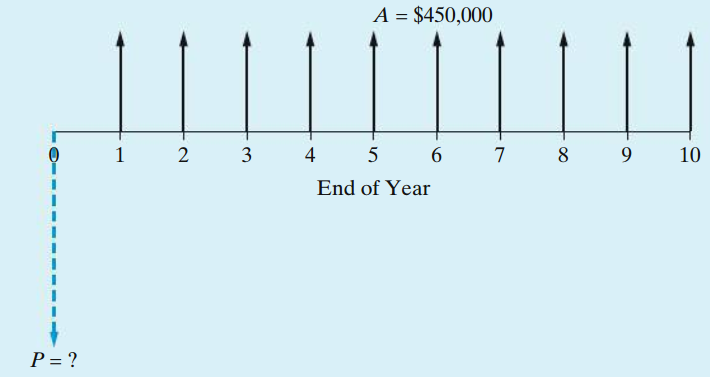 A = $450,000
0 1 2 3 4 5 6 7 8 9 10
End of Year
P = ?